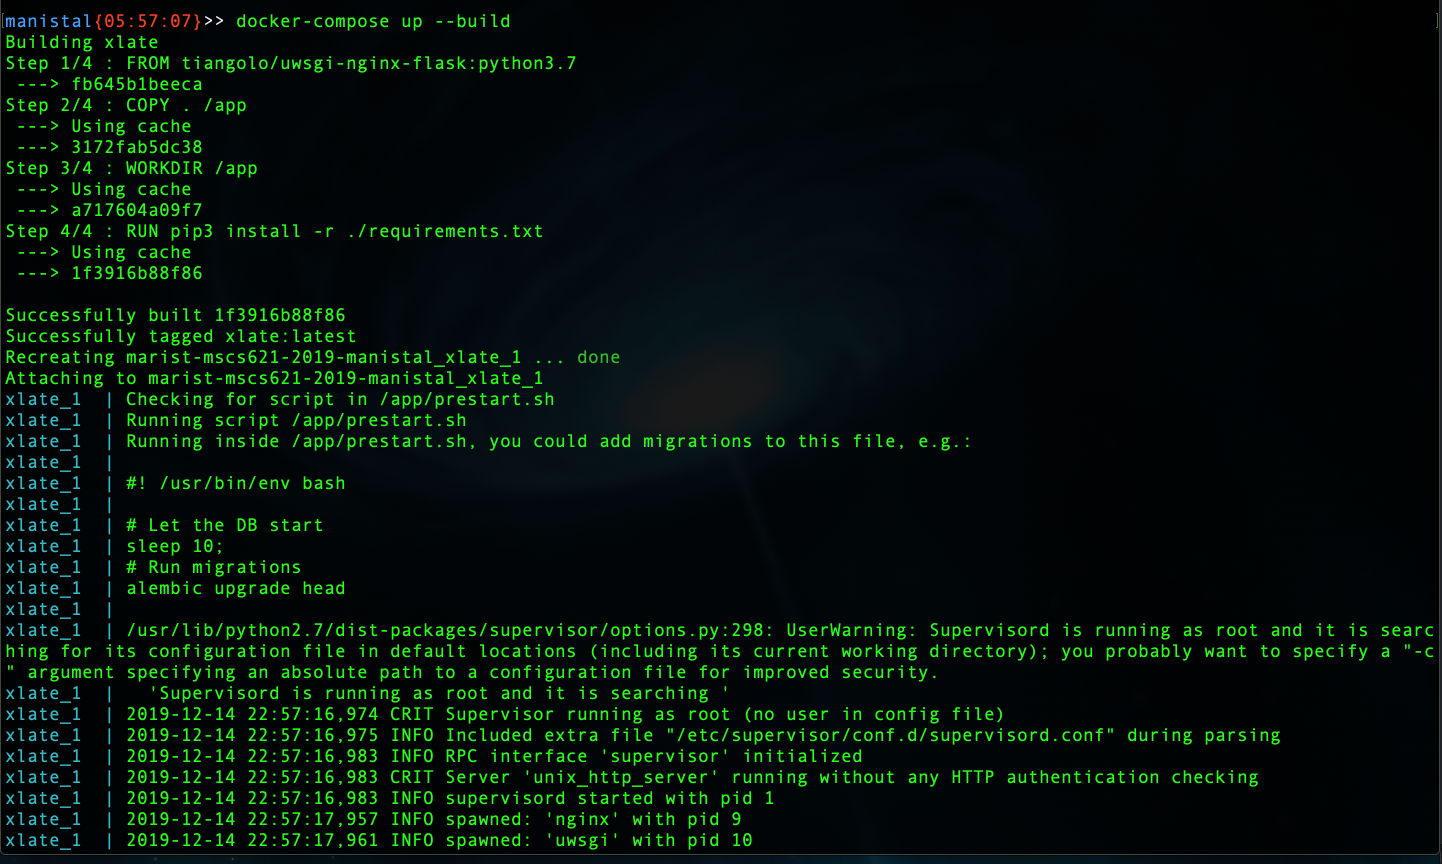 manistal{05:57:07}>> docker-compose up --build
Building xlate
Step 1/4 : FROM tiangolo/uwsgi-nginx-flask:python3.7
 ---> fb645b1beeca
Step 2/4 : COPY . /app
 ---> Using cache
 ---> 3172fab5dc38
Step 3/4 : WORKDIR /app
 ---> Using cache
 ---> a717604a09f7
Step 4/4 : RUN pip3 install -r ./requirements.txt
 ---> Using cache
 ---> 1f3916b88f86

Successfully built 1f3916b88f86
Successfully tagged xlate:latest
Recreating marist-mscs621-2019-manistal_xlate_1 ... done
Attaching to marist-mscs621-2019-manistal_xlate_1
xlate_1  | Checking for script in /app/prestart.sh
xlate_1  | Running script /app/prestart.sh
xlate_1  | Running inside /app/prestart.sh, you could add migrations to this file, e.g.:
xlate_1  |
xlate_1  | #! /usr/bin/env bash
xlate_1  |
xlate_1  | # Let the DB start
xlate_1  | sleep 10;
xlate_1  | # Run migrations
xlate_1  | alembic upgrade head
xlate_1  |
xlate_1  | /usr/lib/python2.7/dist-packages/supervisor/options.py:298: UserWarning: Supervisord is running as root and it is searc
hing for its configuration file in default locations (including its current working directory); you probably want to specify a "-c
" argument specifying an absolute path to a configuration file for improved security.
xlate_1  |   'Supervisord is running as root and it is searching '
xlate_1  | 2019-12-14 22:57:16,974 CRIT Supervisor running as root (no user in config file)
xlate_1  | 2019-12-14 22:57:16,975 INFO Included extra file "/etc/supervisor/conf.d/supervisord.conf" during parsing
xlate_1  | 2019-12-14 22:57:16,983 INFO RPC interface 'supervisor' initialized
xlate_1  | 2019-12-14 22:57:16,983 CRIT Server 'unix_http_server' running without any HTTP authentication checking
xlate_1  | 2019-12-14 22:57:16,983 INFO supervisord started with pid 1
xlate_1  | 2019-12-14 22:57:17,957 INFO spawned: 'nginx' with pid 9
xlate_1  | 2019-12-14 22:57:17,961 INFO spawned: 'uwsgi' with pid 10